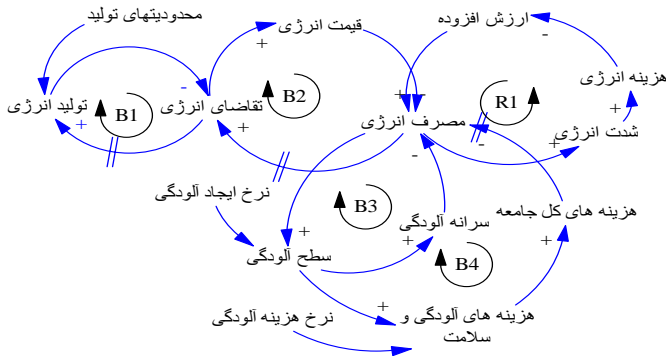 محدودیتهای تولید
قیمت انرژی
ارزش افزوده
+
-
-
+
هزینه انرژی
تولید انرژی
B1
تقاضای انرژی
B2
+
-
R1
+
+
+
مصرف انرژی
-
+
شدت انرژی
-
نرخ ایجاد آلودگی
B3
سرانه آلودگی
هزینه های کل جامعه
+
+
+
سطح آلودگی
B4
+
نرخ هزینه آلودگی
هزینه های آلودگی و
سلامت